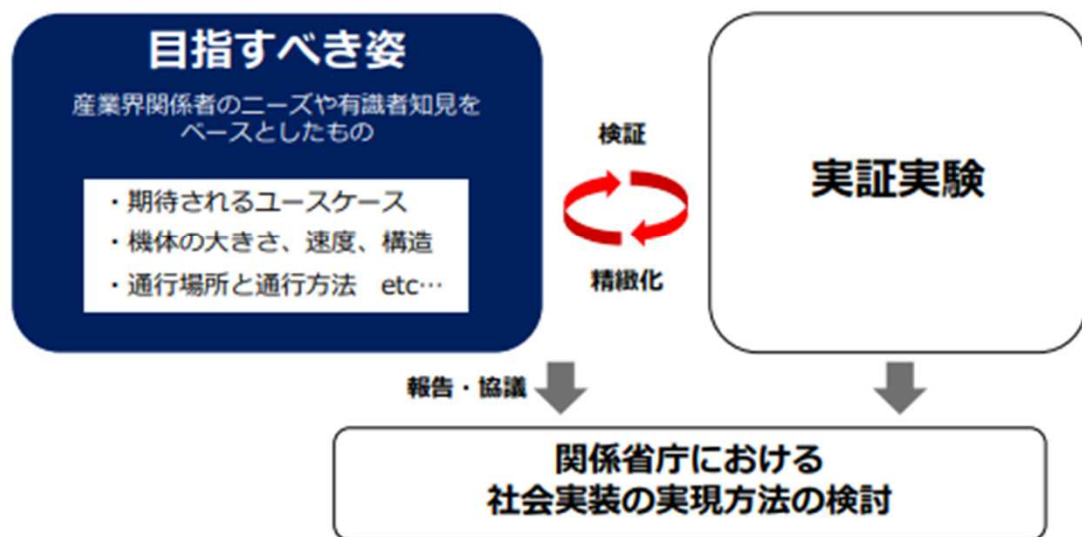 目指すべき姿
産業界関係者のニーズや有識者知見を
ベースとしたもの
・期待されるユースケース
・機体の大きさ、速度、構造
・通行場所と通行方法　etc…
検証
精緻化
実証実験
報告・協議
関係省庁における
社会実装の実現方法の検討